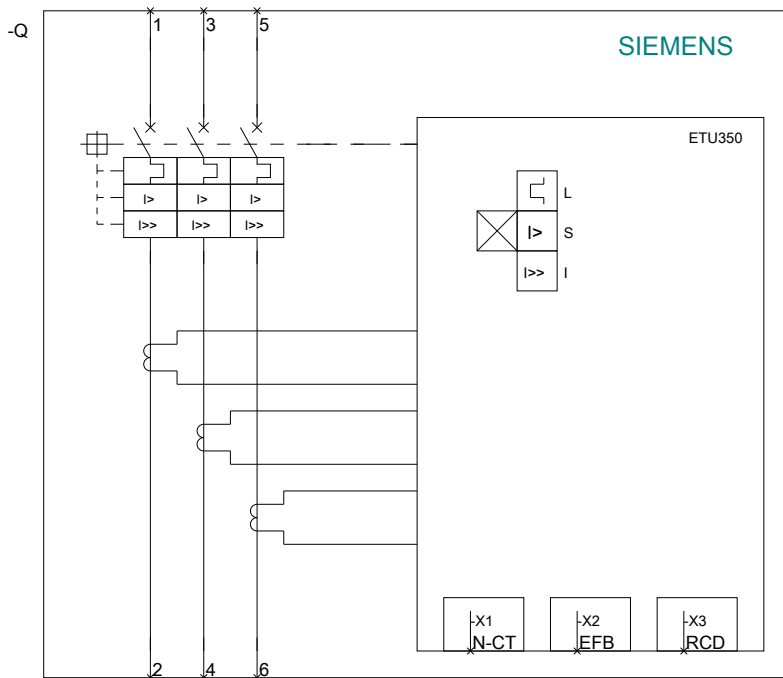 -Q
1 3 5
SIEMENS
ETU350
L
I> I> I>
I>> I>> I>>
I> S
I>> I
-X1 -X2 -X3
N-CT EFB RCD
2 4 6